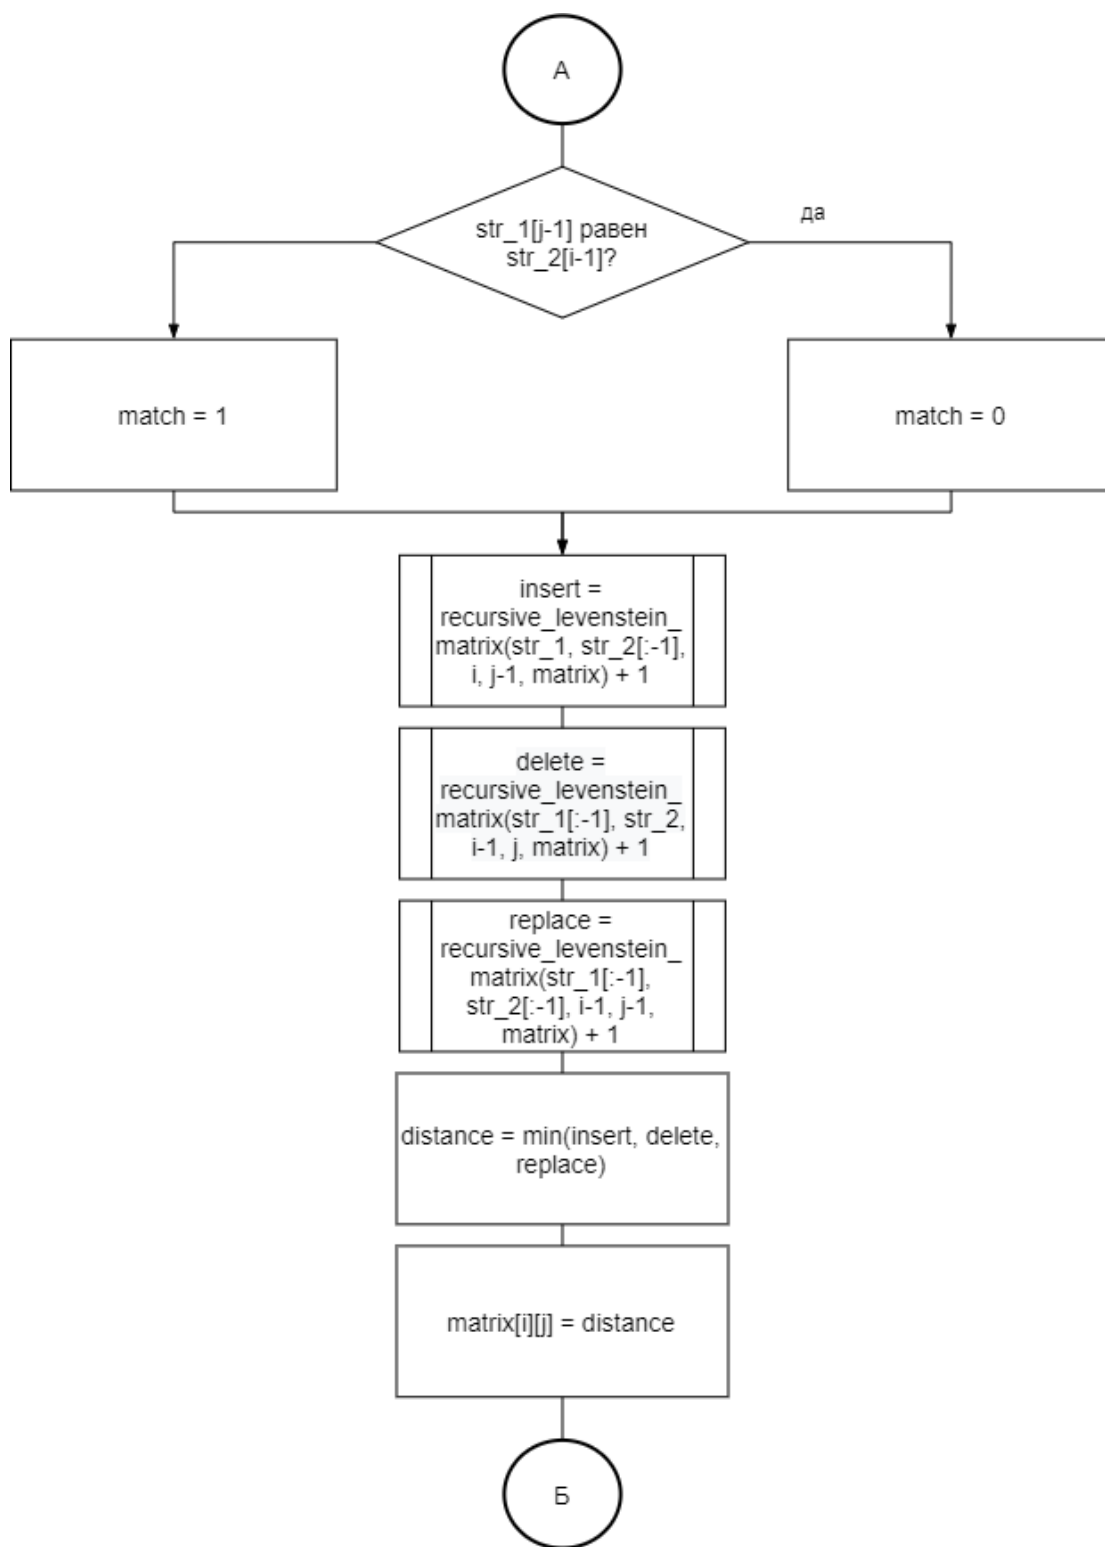 А
str_1[j-1] равен
str_2[i-1]?
да
match = 1
match = 0
insert =
recursive_levenstein_
matrix(str_1, str_2[:-1],
i, j-1, matrix) + 1
delete =
recursive_levenstein_
matrix(str_1[:-1], str_2,
i-1, j, matrix) + 1
replace =
recursive_levenstein_
matrix(str_1[:-1],
str_2[:-1], i-1, j-1,
matrix) + 1
distance = min(insert, delete,
replace)
matrix[i][j] = distance
Б